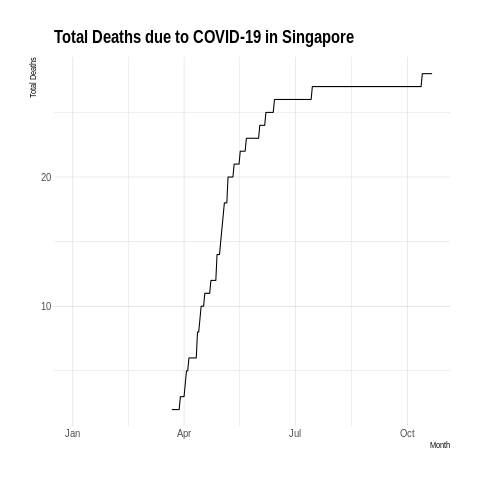 Total Deaths due to COVID-19 in Singapore
Total Deaths
20
10
Jan Apr Jul Oct
Month